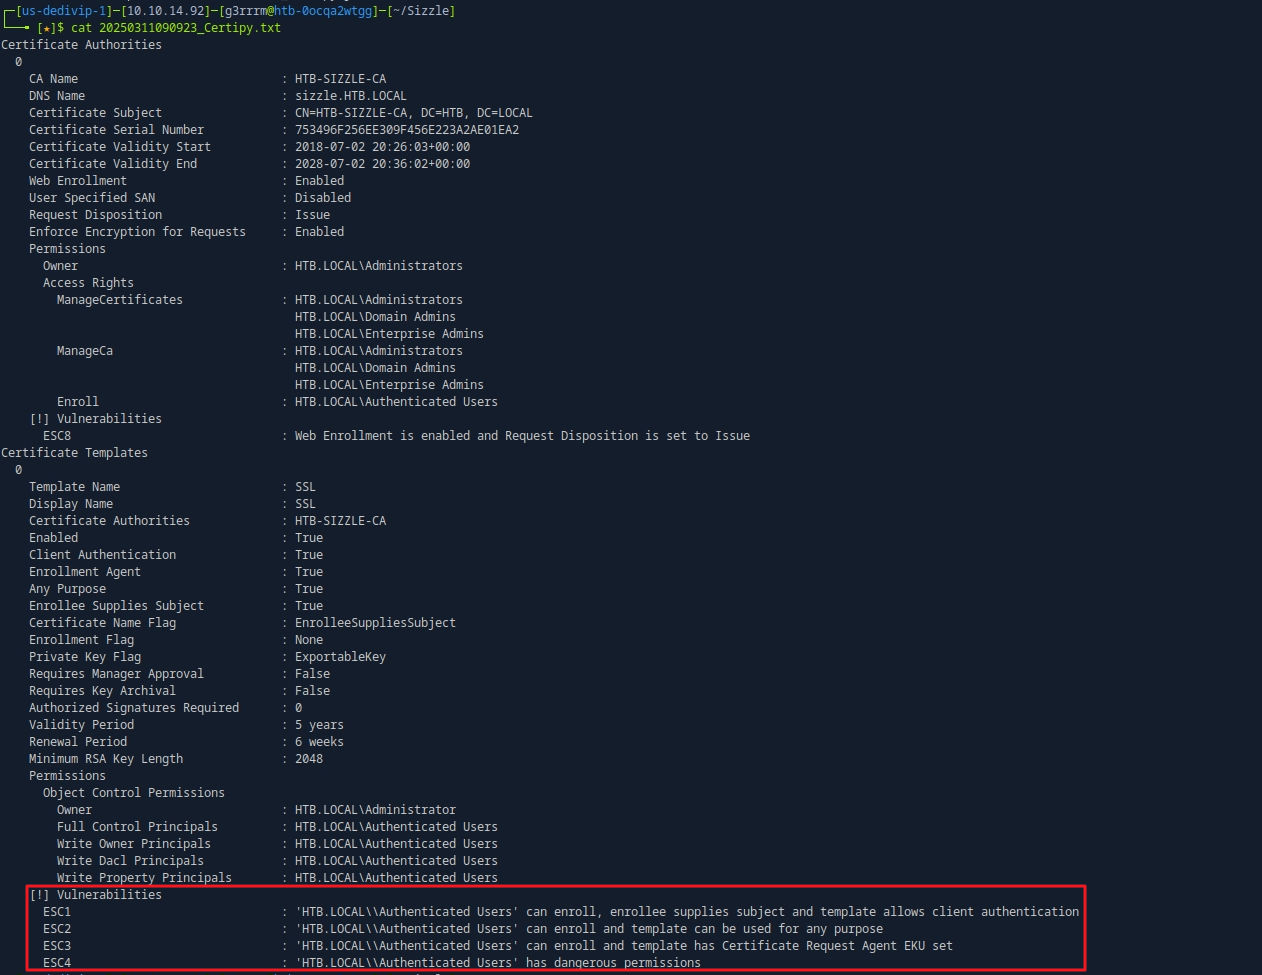 [us-dedivip-1]-[10.10.14.92]-[g3rrrm@htb-0ocqa2wtgg]-[~/Sizzle]
[★]$ cat 20250311090923_Certipy.txt
Certificate Authorities
0
CA Name : HTB-SIZZLE-CA
DNS Name : sizzle.HTB.LOCAL
Certificate Subject : CN=HTB-SIZZLE-CA, DC=HTB, DC=LOCAL
Certificate Serial Number : 753496F256EE309F456E223A2AE01EA2
Certificate Validity Start : 2018-07-02 20:26:03+00:00
Certificate Validity End : 2028-07-02 20:36:02+00:00
Web Enrollment : Enabled
User Specified SAN : Disabled
Request Disposition : Issue
Enforce Encryption for Requests : Enabled
Permissions
Owner : HTB.LOCAL\Administrators
Access Rights
ManageCertificates : HTB.LOCAL\Administrators
HTB.LOCAL\Domain Admins
HTB.LOCAL\Enterprise Admins
ManageCa : HTB.LOCAL\Administrators
HTB.LOCAL\Domain Admins
HTB.LOCAL\Enterprise Admins
Enroll : HTB.LOCAL\Authenticated Users
[!] Vulnerabilities
ESC8 : Web Enrollment is enabled and Request Disposition is set to Issue
Certificate Templates
0
Template Name : SSL
Display Name : SSL
Certificate Authorities : HTB-SIZZLE-CA
Enabled : True
Client Authentication : True
Enrollment Agent : True
Any Purpose : True
Enrollee Supplies Subject : True
Certificate Name Flag : EnrolleeSuppliesSubject
Enrollment Flag : None
Private Key Flag : ExportableKey
Requires Manager Approval : False
Requires Key Archival : False
Authorized Signatures Required : 0
Validity Period : 5 years
Renewal Period : 6 weeks
Minimum RSA Key Length : 2048
Permissions
Object Control Permissions
Owner : HTB.LOCAL\Administrator
Full Control Principals : HTB.LOCAL\Authenticated Users
Write Owner Principals : HTB.LOCAL\Authenticated Users
Write Dacl Principals : HTB.LOCAL\Authenticated Users
Write Property Principals : HTB.LOCAL\Authenticated Users
[!] Vulnerabilities
ESC1 : 'HTB.LOCAL\\Authenticated Users' can enroll, enrollee supplies subject and template allows client authentication
ESC2 : 'HTB.LOCAL\\Authenticated Users' can enroll and template can be used for any purpose
ESC3 : 'HTB.LOCAL\\Authenticated Users' can enroll and template has Certificate Request Agent EKU set
ESC4 : 'HTB.LOCAL\\Authenticated Users' has dangerous permissions